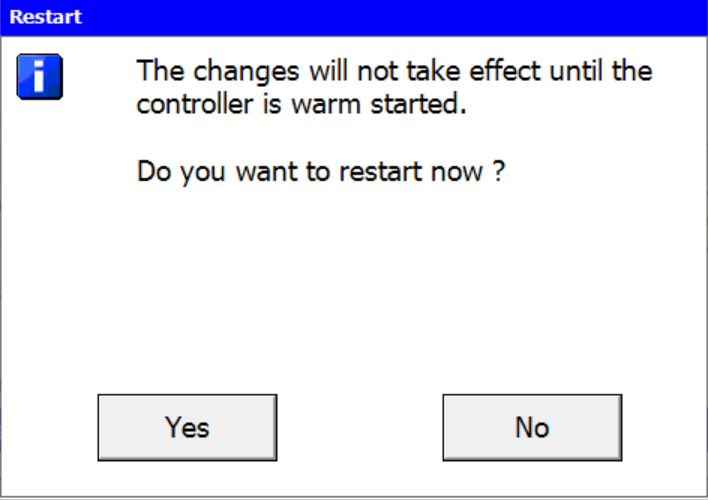 Restart
The changes will not take effect until the
controller is warm started.
Do you want to restart now ?
Yes
No